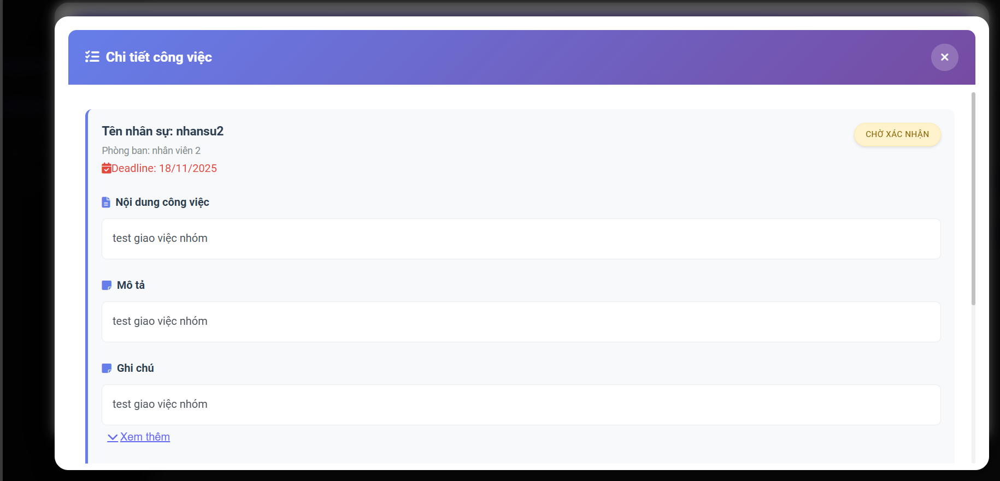 Chi tiết công việc
Tên nhân sự: nhansu2
CHỜ XÁC NHẬN
Phòng ban: nhân viên 2
Deadline: 18/11/2025
Nội dung công việc
test giao việc nhóm
Mô tả
test giao việc nhóm
Ghi chú
test giao việc nhóm
Xem thêm